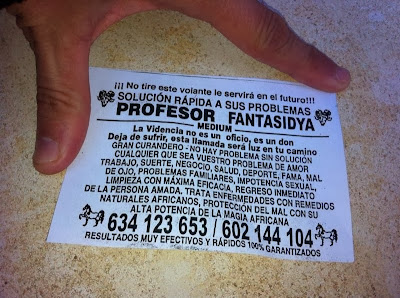 ¡¡¡ No tire este volante le servirá en el futuro!!!
SOLUCIÓN RÁPIDA A SUS PROBLEMAS
PROFESOR FANTASIDYA
MEDIUM
La Videncia no es un oficio, es un don
Deja de sufrir, esta llamada será luz en tu camino
GRAN CURANDERO - NO HAY PROBLEMA SIN SOLUCIÓN
CUALQUIER QUE SEA VUESTRO PROBLEMA DE AMOR
TRABAJO, SUERTE, NEGOCIO, SALUD, DEPORTE, FAMA, MAL
DE OJO, PROBLEMAS FAMILIARES, IMPOTENCIA SEXUAL,
LIMPIEZA CON MÁXIMA EFICACIA, REGRESO INMEDIATO
DE LA PERSONA AMADA. TRATA ENFERMEDADES CON REMEDIOS
NATURALES AFRICANOS, PROTECCIÓN DEL MAL CON SU
ALTA POTENCIA DE LA MAGIA AFRICANA
634 123 653 / 602 144 104
RESULTADOS MUY EFECTIVOS Y RÁPIDOS 100% GARANTIZADOS